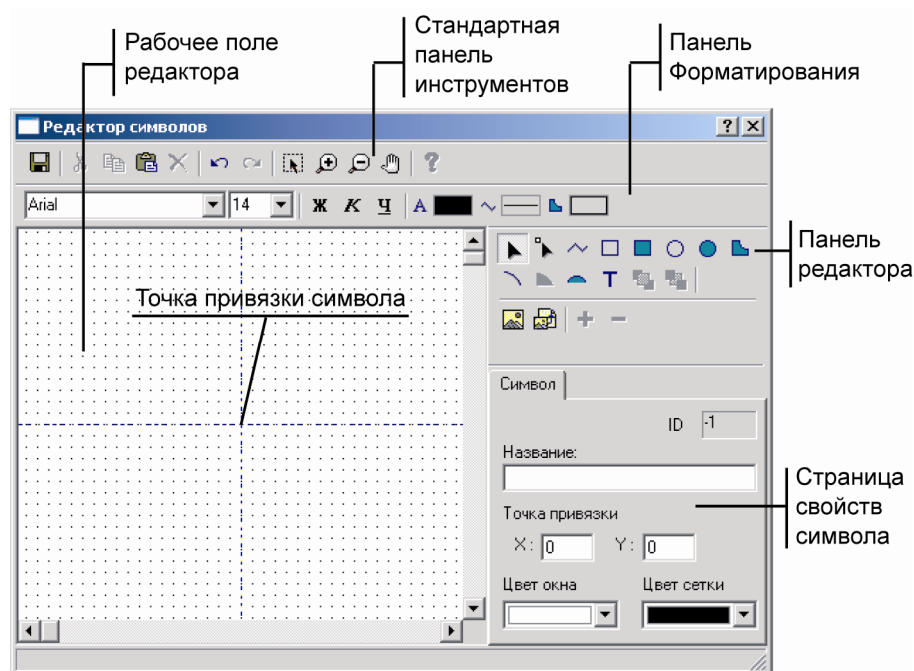 Рабочее поле
редактора
Стандартная
панель
инструментов
Панель
Форматирования
Редактор символов
Arial
14
Ж К Ч А
Панель
редактора
Т
Точка привязки символа
Символ
ID -1
Название:
Точка привязки
X: 0 Y: 0
Цвет окна Цвет сетки
Страница
свойств
символа